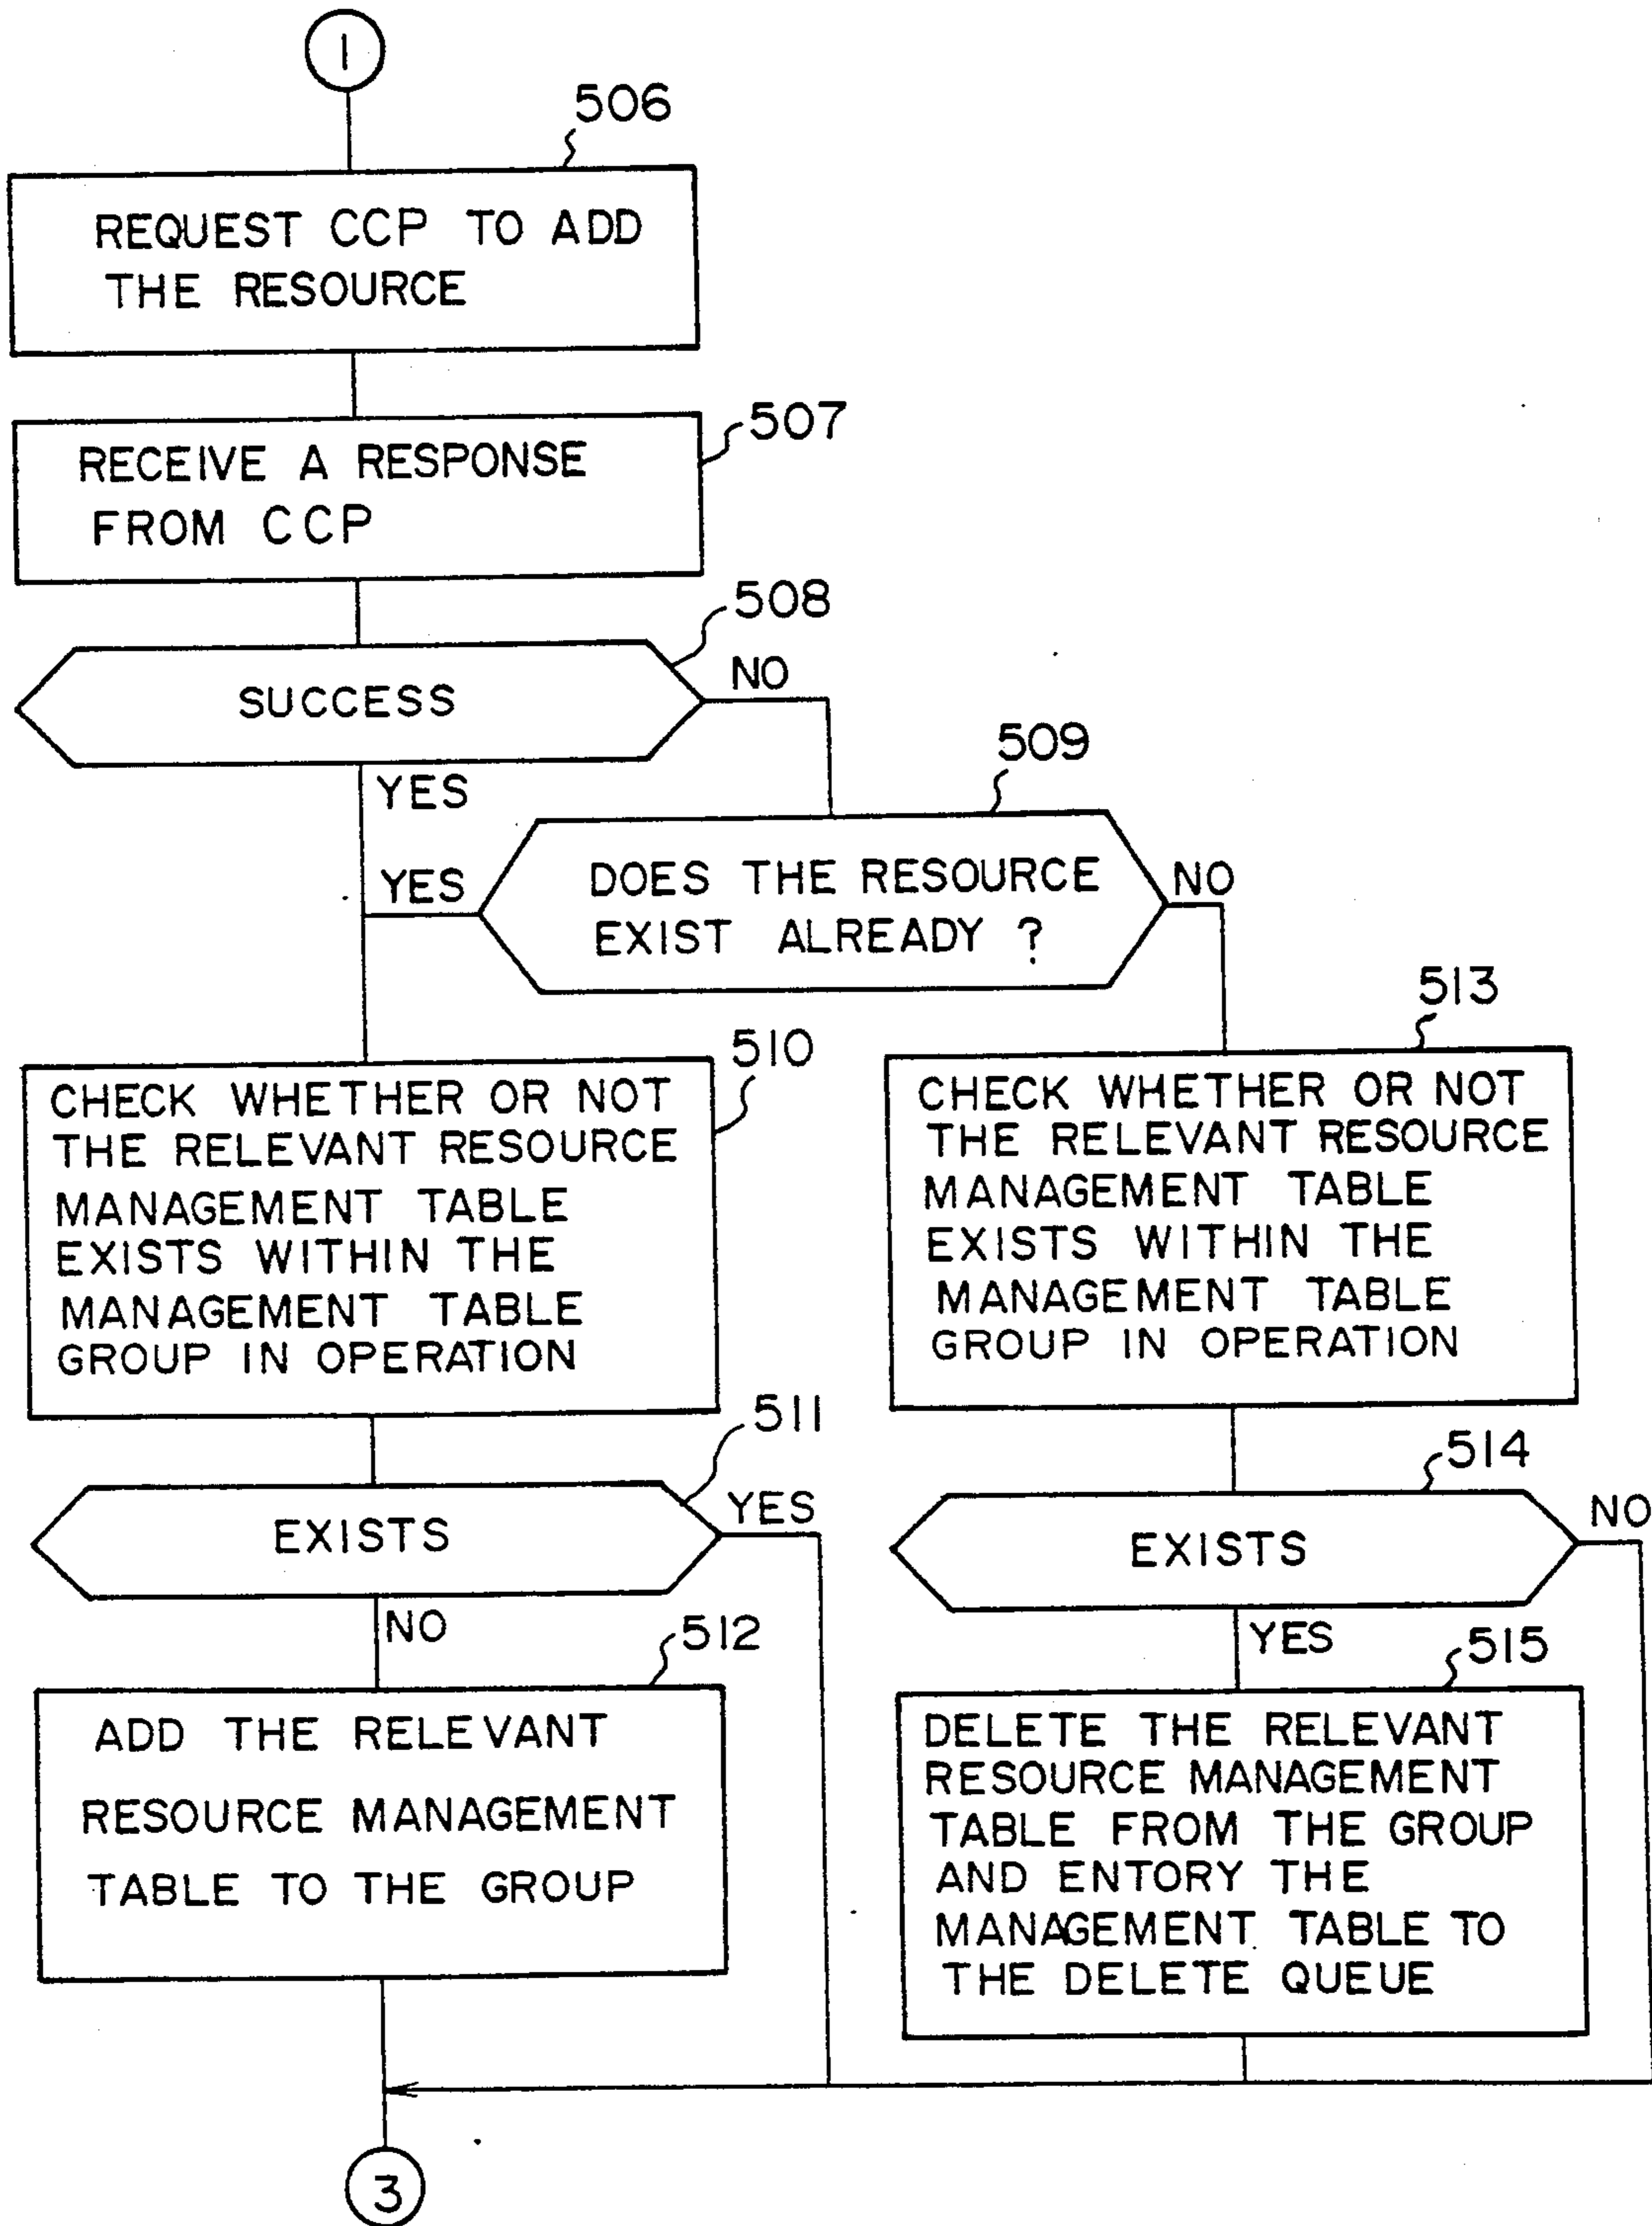 1
506
REQUEST CCP TO ADD
THE RESOURCE
507
RECEIVE A RESPONSE
FROM CCP
508
SUCCESS
NO
YES
509
DOES THE RESOURCE
EXIST ALREADY ?
YES
NO
510
CHECK WHETHER OR NOT
THE RELEVANT RESOURCE
MANAGEMENT TABLE
EXISTS WITHIN THE
MANAGEMENT TABLE
GROUP IN OPERATION
513
CHECK WHETHER OR NOT
THE RELEVANT RESOURCE
MANAGEMENT TABLE
EXISTS WITHIN THE
MANAGEMENT TABLE
GROUP IN OPERATION
511
EXISTS
YES
NO
514
EXISTS
NO
YES
512
ADD THE RELEVANT
RESOURCE MANAGEMENT
TABLE TO THE GROUP
515
DELETE THE RELEVANT
RESOURCE MANAGEMENT
TABLE FROM THE GROUP
AND ENTORY THE
MANAGEMENT TABLE TO
THE DELETE QUEUE
3